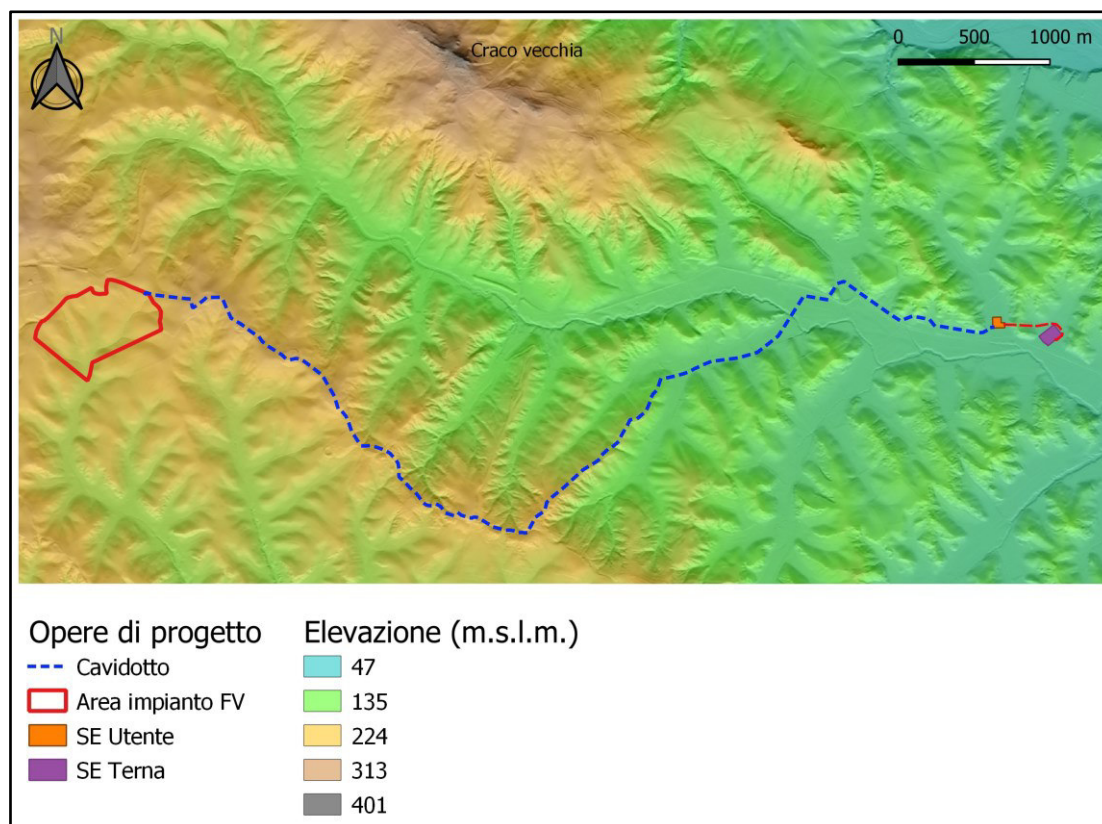 N
Craco vecchia
0 500 1000 m
Opere di progetto
Cavidotto
Area impianto FV
SE Utente
SE Terna
Elevazione (m.s.l.m.)
47
135
224
313
401